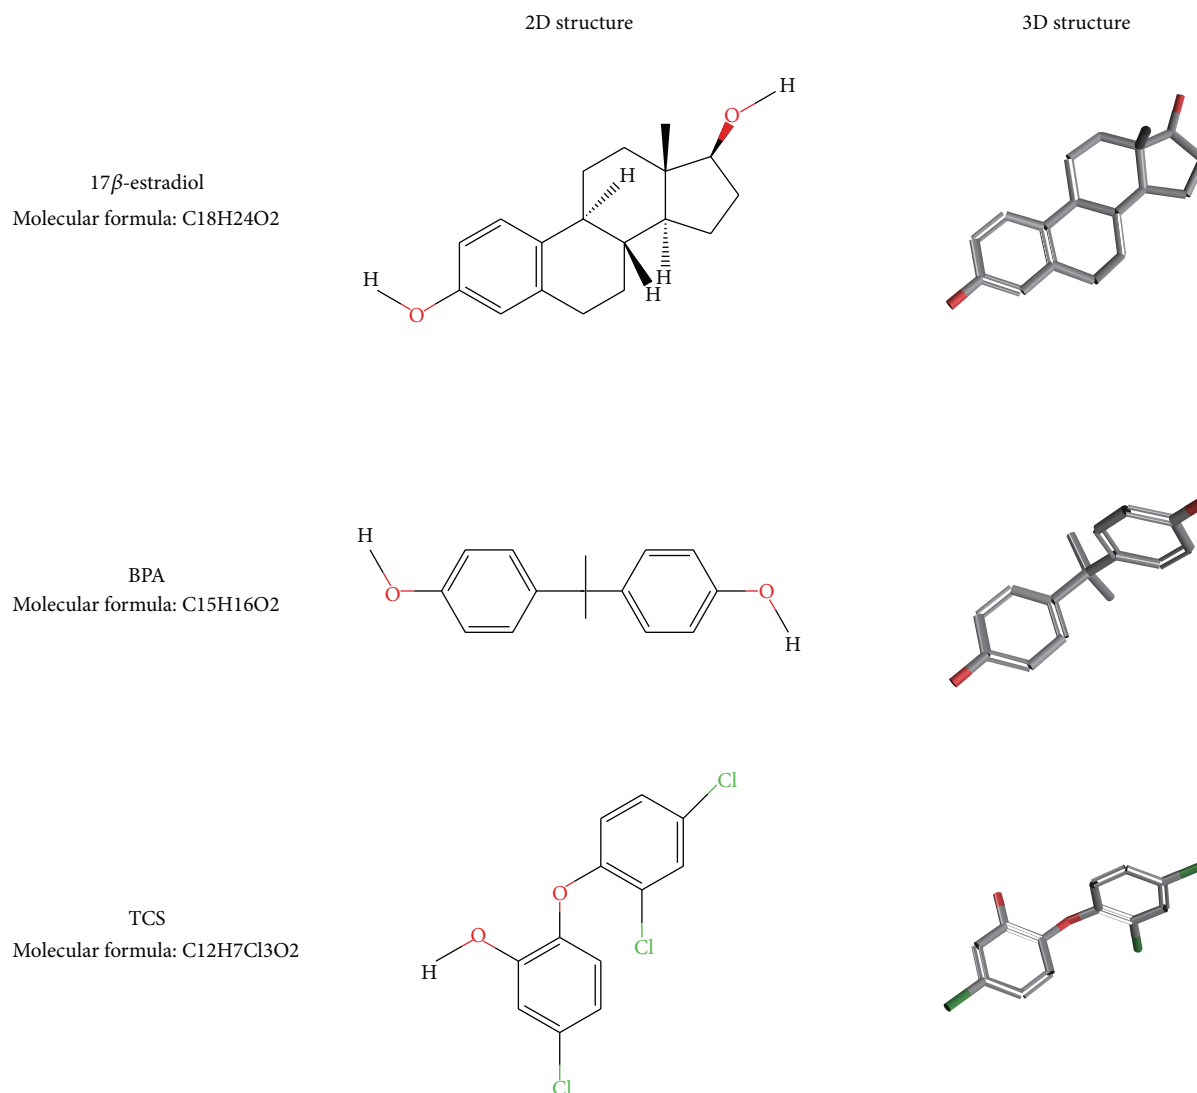 2D structure 3D structure
H
O
17β-estradiol
Molecular formula: C18H24O2
H
H
H
H
O
H
BPA
Molecular formula: C15H16O2
O
O
H
Cl
TCS
Molecular formula: C12H7Cl3O2
O
O
Cl
H
Cl